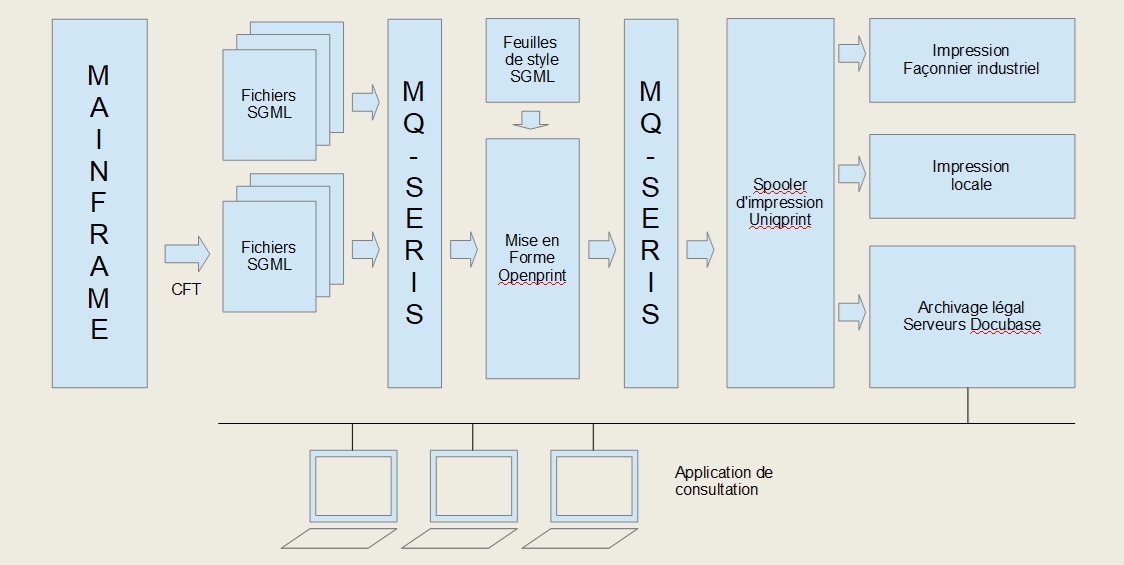 MAINFRAME
CFT
Fichiers
SGML
Fichiers
SGML
MQ-SERIS
Feuilles
de style
SGML
Mise en
Forme
Openprint
MQ-SERIS
Spooler
d'impression
Uniqprint
Impression
Façonnier industriel
Impression
locale
Archivage légal
Serveurs Docubase
Application de
consultation